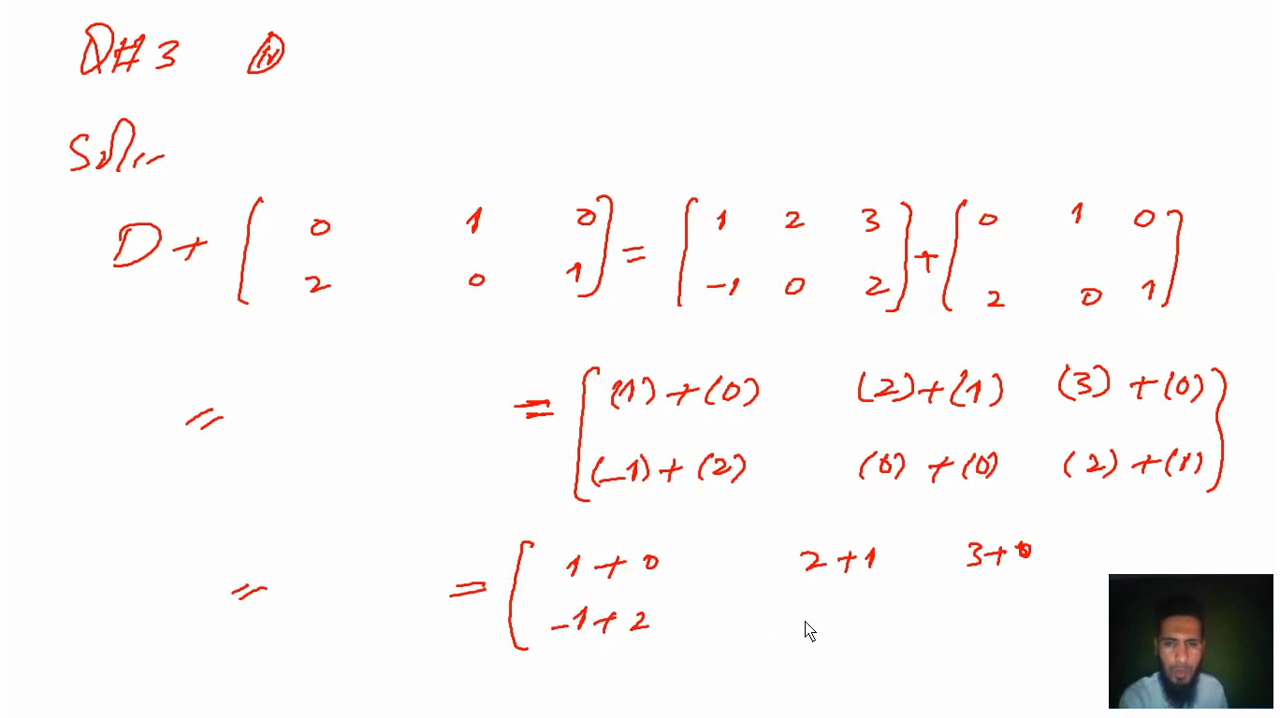 Q#3 (iv)
Soln
D + [ 0 1 0 ] = [ 1 2 3 ] + [ 0 1 0 ]
[ 2 0 1 ] [ -1 0 2 ] [ 2 0 1 ]
= = [ (1)+(0) (2)+(1) (3)+(0) ]
[ (-1)+(2) (0)+(0) (2)+(1) ]
= = [ 1+0 2+1 3+0
-1+2